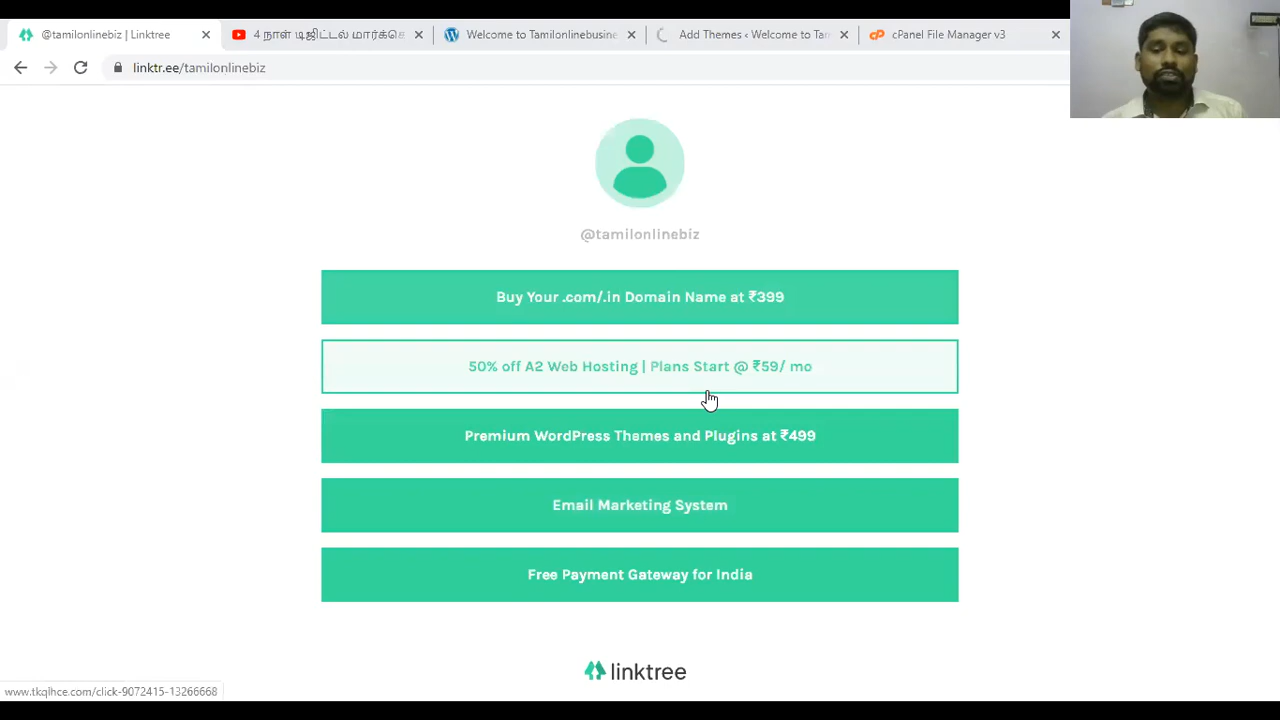 @tamilonlinebiz | Linktree
4 நாள் டிஜிட்டல் மார்க்கெ
Welcome to Tamilonlinebusine
Add Themes ‹ Welcome to Tam
cPanel File Manager v3
linktr.ee/tamilonlinebiz
@tamilonlinebiz
Buy Your .com/.in Domain Name at ₹399
50% off A2 Web Hosting | Plans Start @ ₹59/ mo
Premium WordPress Themes and Plugins at ₹499
Email Marketing System
Free Payment Gateway for India
linktree
www.tkqlhce.com/click-9072415-13266668